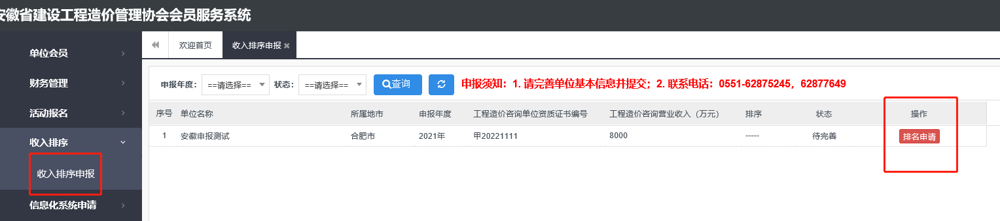 安徽省建设工程造价管理协会会员服务系统
单位会员
财务管理
活动报名
收入排序
收入排序申报
信息化系统申请
欢迎首页 收入排序申报
申报年度： ==请选择== 状态： ==请选择== 查询 申报须知：1. 请完善单位基本信息并提交；2. 联系电话：0551-62875245，62877649
序号 单位名称 所属地市 申报年度 工程造价咨询单位资质证书编号 工程造价咨询营业收入（万元） 排序 状态 操作
1 安徽申报测试 合肥市 2021年 甲20221111 8000 ----- 待完善 排名申请